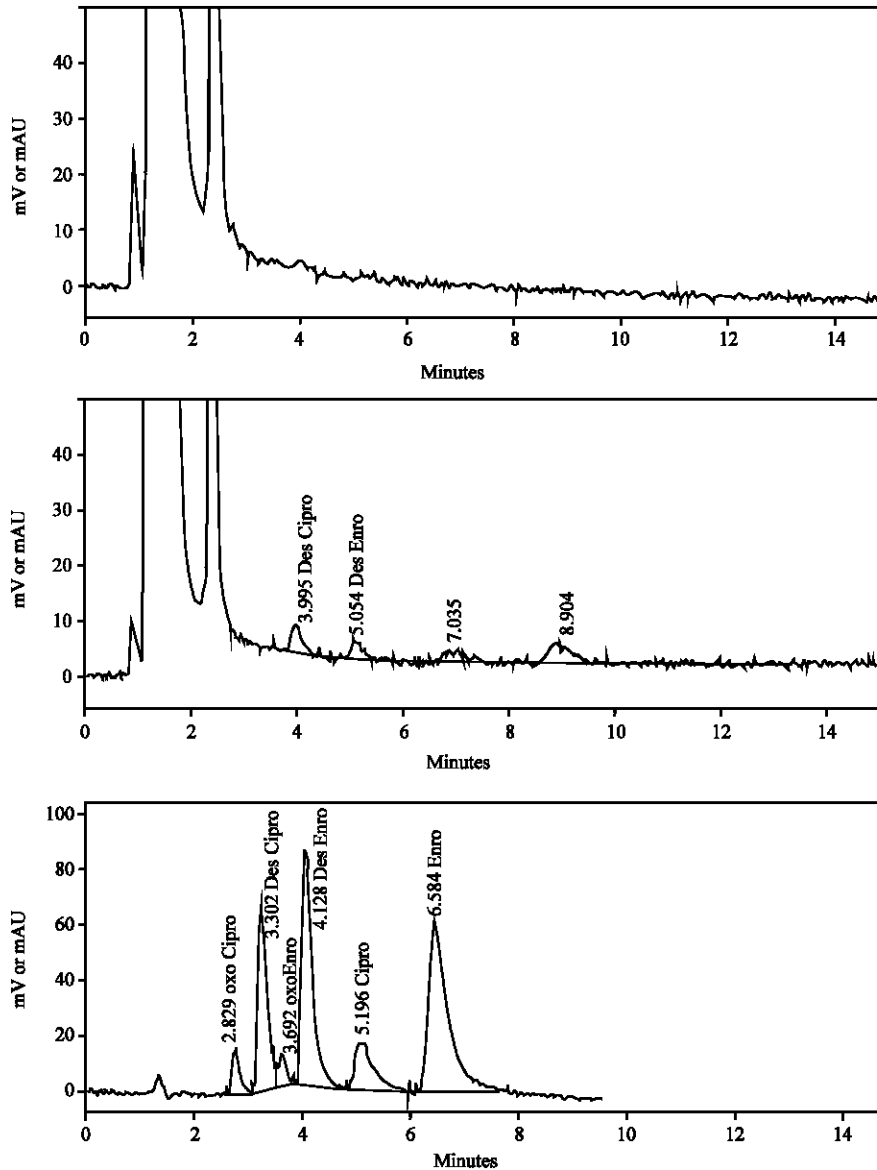 40
30
20
10
0
mV or mAU
0 2 4 6 8 10 12 14
Minutes
40
30
20
10
0
mV or mAU
3.995 Des Cipro
5.054 Des Enro
7.035
8.904
0 2 4 6 8 10 12 14
Minutes
100
80
60
40
20
0
mV or mAU
2.829 oxo Cipro
3.302 Des Cipro
3.692 oxoEnro
4.128 Des Enro
5.196 Cipro
6.584 Enro
0 2 4 6 8 10 12 14
Minutes